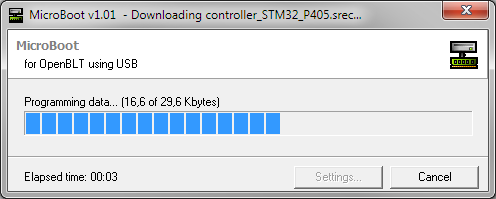 MicroBoot v1.01 - Downloading controller_STM32_P405.srec...
MicroBoot
for OpenBLT using USB
Programming data... (16,6 of 29,6 Kbytes)
Elapsed time: 00:03
Settings...
Cancel